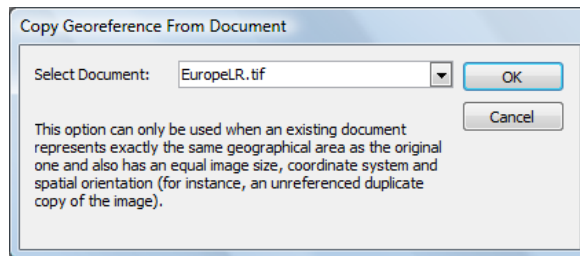 Copy Georeference From Document
Select Document: EuropeLR.tif OK
Cancel
This option can only be used when an existing document
represents exactly the same geographical area as the original
one and also has an equal image size, coordinate system and
spatial orientation (for instance, an unreferenced duplicate
copy of the image).